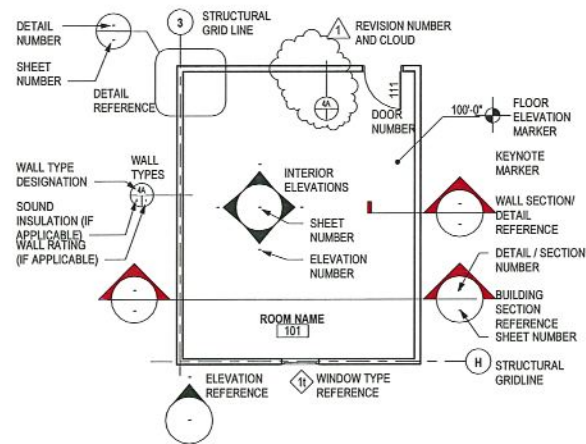 DETAIL
NUMBER
SHEET
NUMBER
-
-
DETAIL
REFERENCE
3
STRUCTURAL
GRID LINE
1
REVISION NUMBER
AND CLOUD
4A
111
DOOR
NUMBER
100'-0"
FLOOR
ELEVATION
MARKER
KEYNOTE
MARKER
WALL TYPE
DESIGNATION
SOUND
INSULATION (IF
APPLICABLE)
WALL RATING
(IF APPLICABLE)
WALL
TYPES
4A
- -
INTERIOR
ELEVATIONS
-
-
-
-
-
SHEET
NUMBER
ELEVATION
NUMBER
WALL SECTION/
DETAIL
REFERENCE
-
-
DETAIL / SECTION
NUMBER
BUILDING
SECTION
REFERENCE
SHEET NUMBER
-
-
ROOM NAME
101
H
STRUCTURAL
GRIDLINE
ELEVATION
REFERENCE
-
-
1t
WINDOW TYPE
REFERENCE